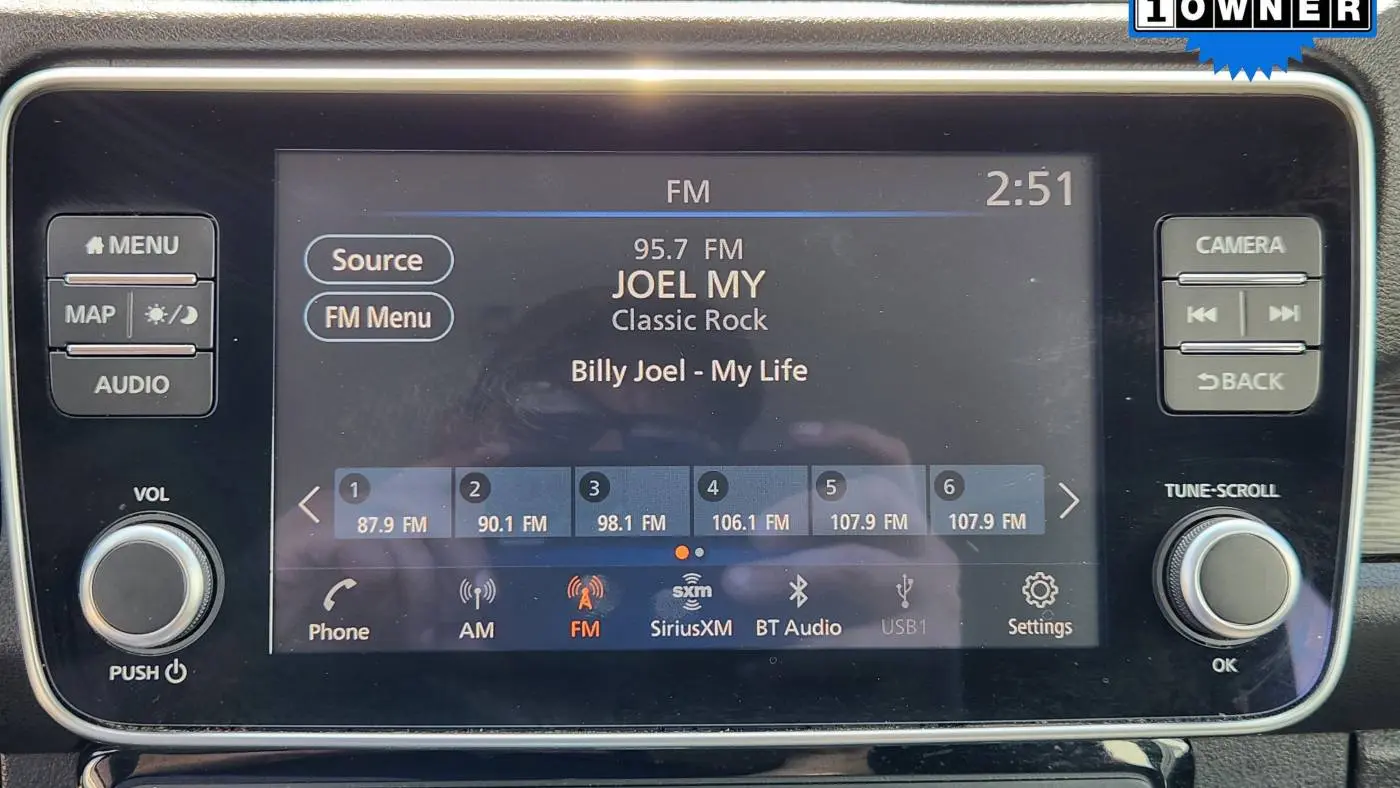 1OWNER
FM
2:51
MENU
MAP
AUDIO
Source
FM Menu
95.7 FM
JOEL MY
Classic Rock
Billy Joel - My Life
CAMERA
BACK
VOL
PUSH
1
87.9 FM
2
90.1 FM
3
98.1 FM
4
106.1 FM
5
107.9 FM
6
107.9 FM
TUNE-SCROLL
OK
Phone
AM
FM
sxm
SiriusXM
BT Audio
USB1
Settings